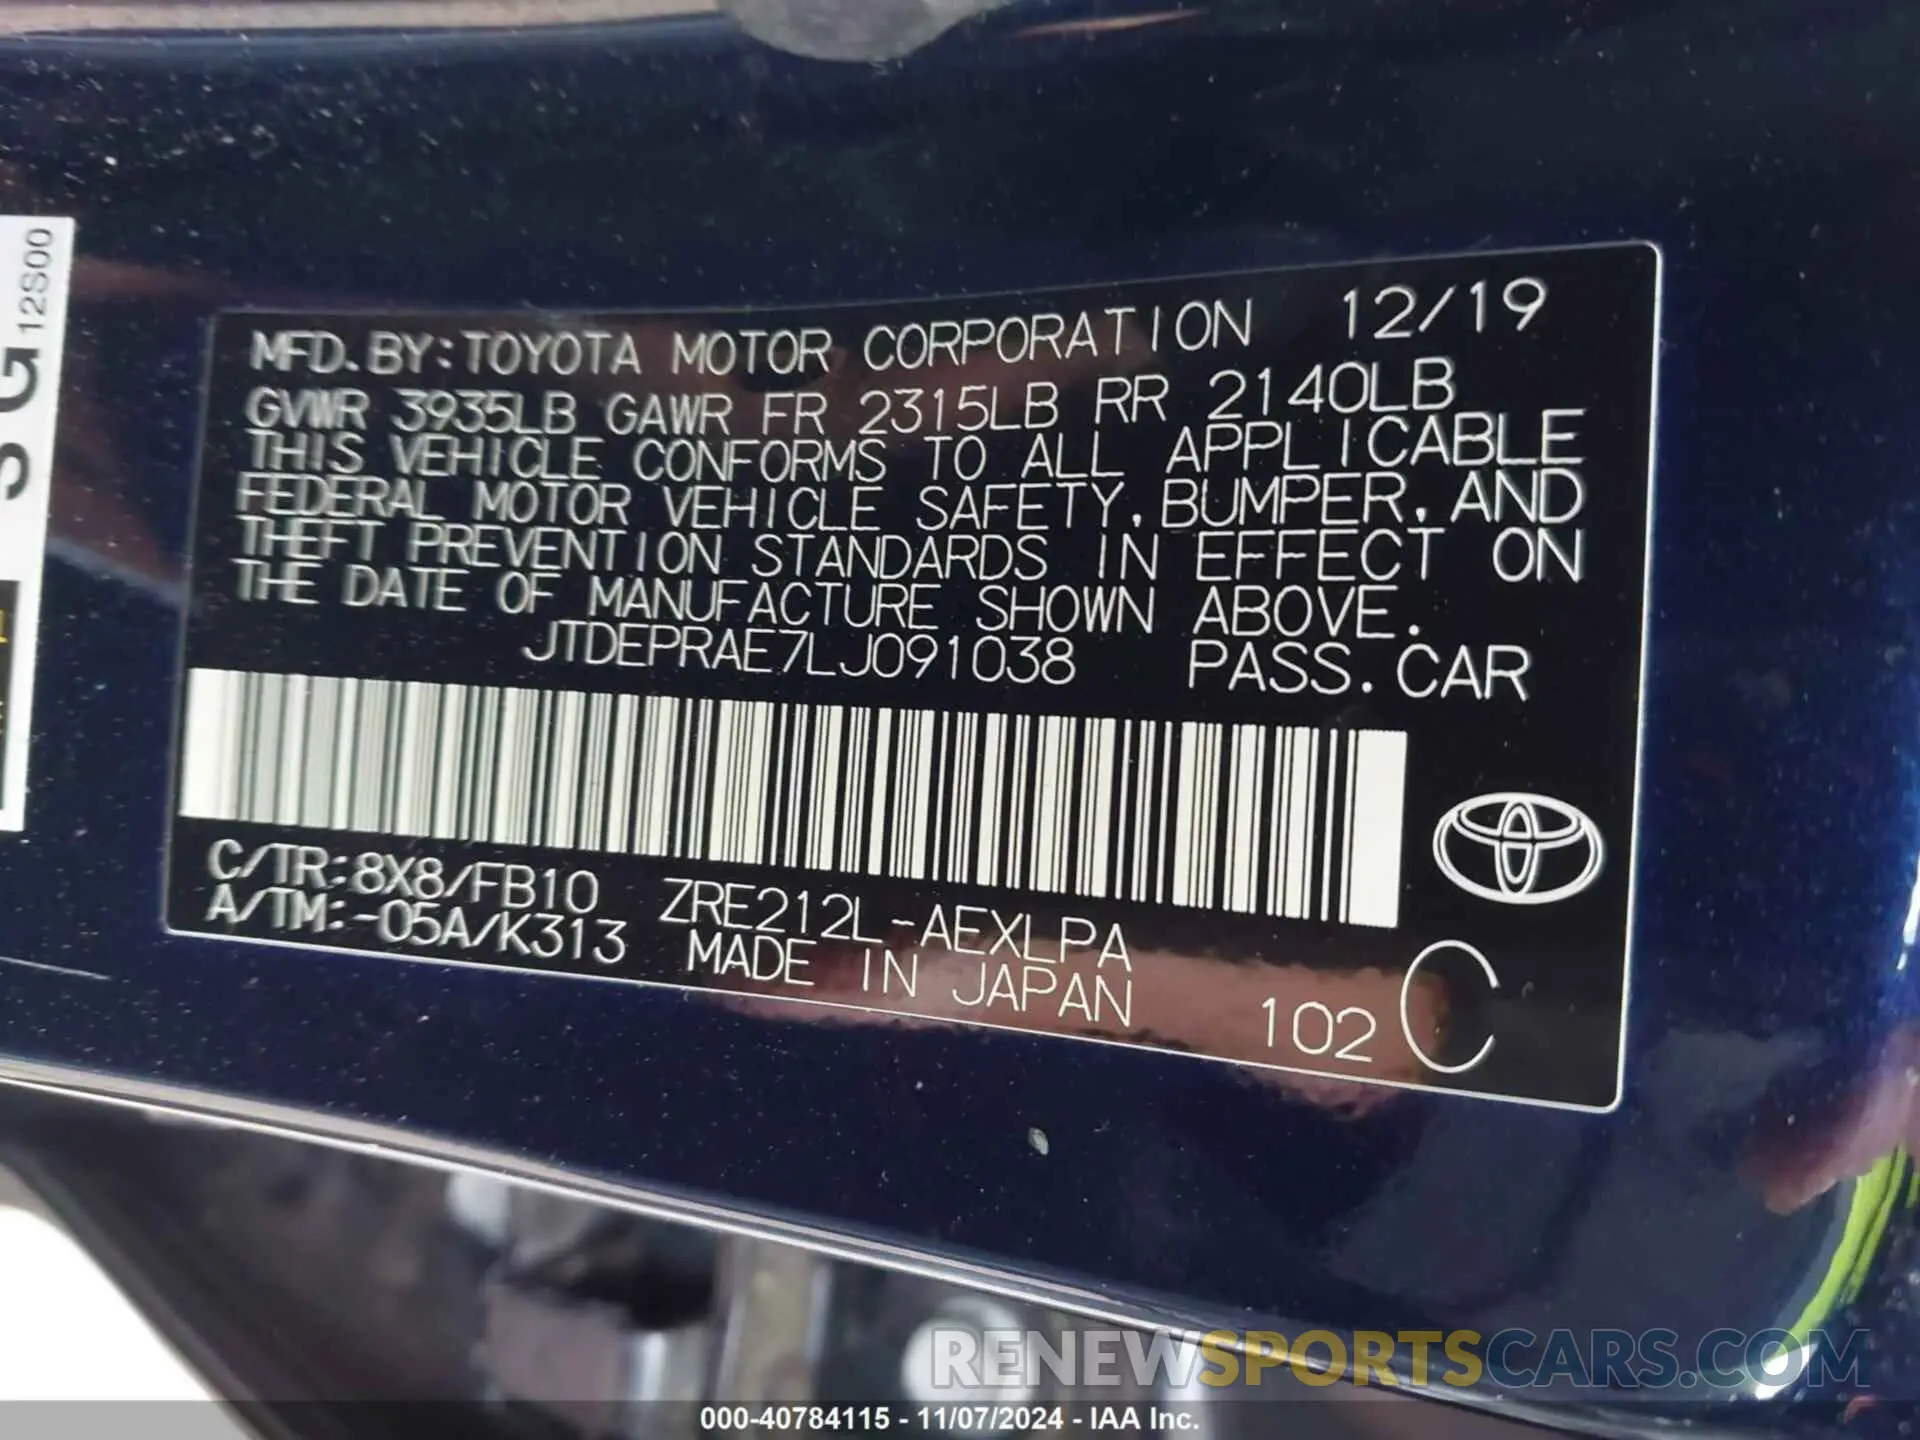 MFD. BY: TOYOTA MOTOR CORPORATION 12/19
GVWR 3935LB GAWR FR 2315LB RR 2140LB
THIS VEHICLE CONFORMS TO ALL APPLICABLE
FEDERAL MOTOR VEHICLE SAFETY, BUMPER, AND
THEFT PREVENTION STANDARDS IN EFFECT ON
THE DATE OF MANUFACTURE SHOWN ABOVE.
JTDEPRAE7LJ091038 PASS. CAR
C/TR: 8X8/FB10 ZRE212L-AEXLPA
A/TM: -05A/K313 MADE IN JAPAN
102 C
12S00
G
RENEWSPORTSCARS.COM
000-40784115 - 11/07/2024 - IAA Inc.